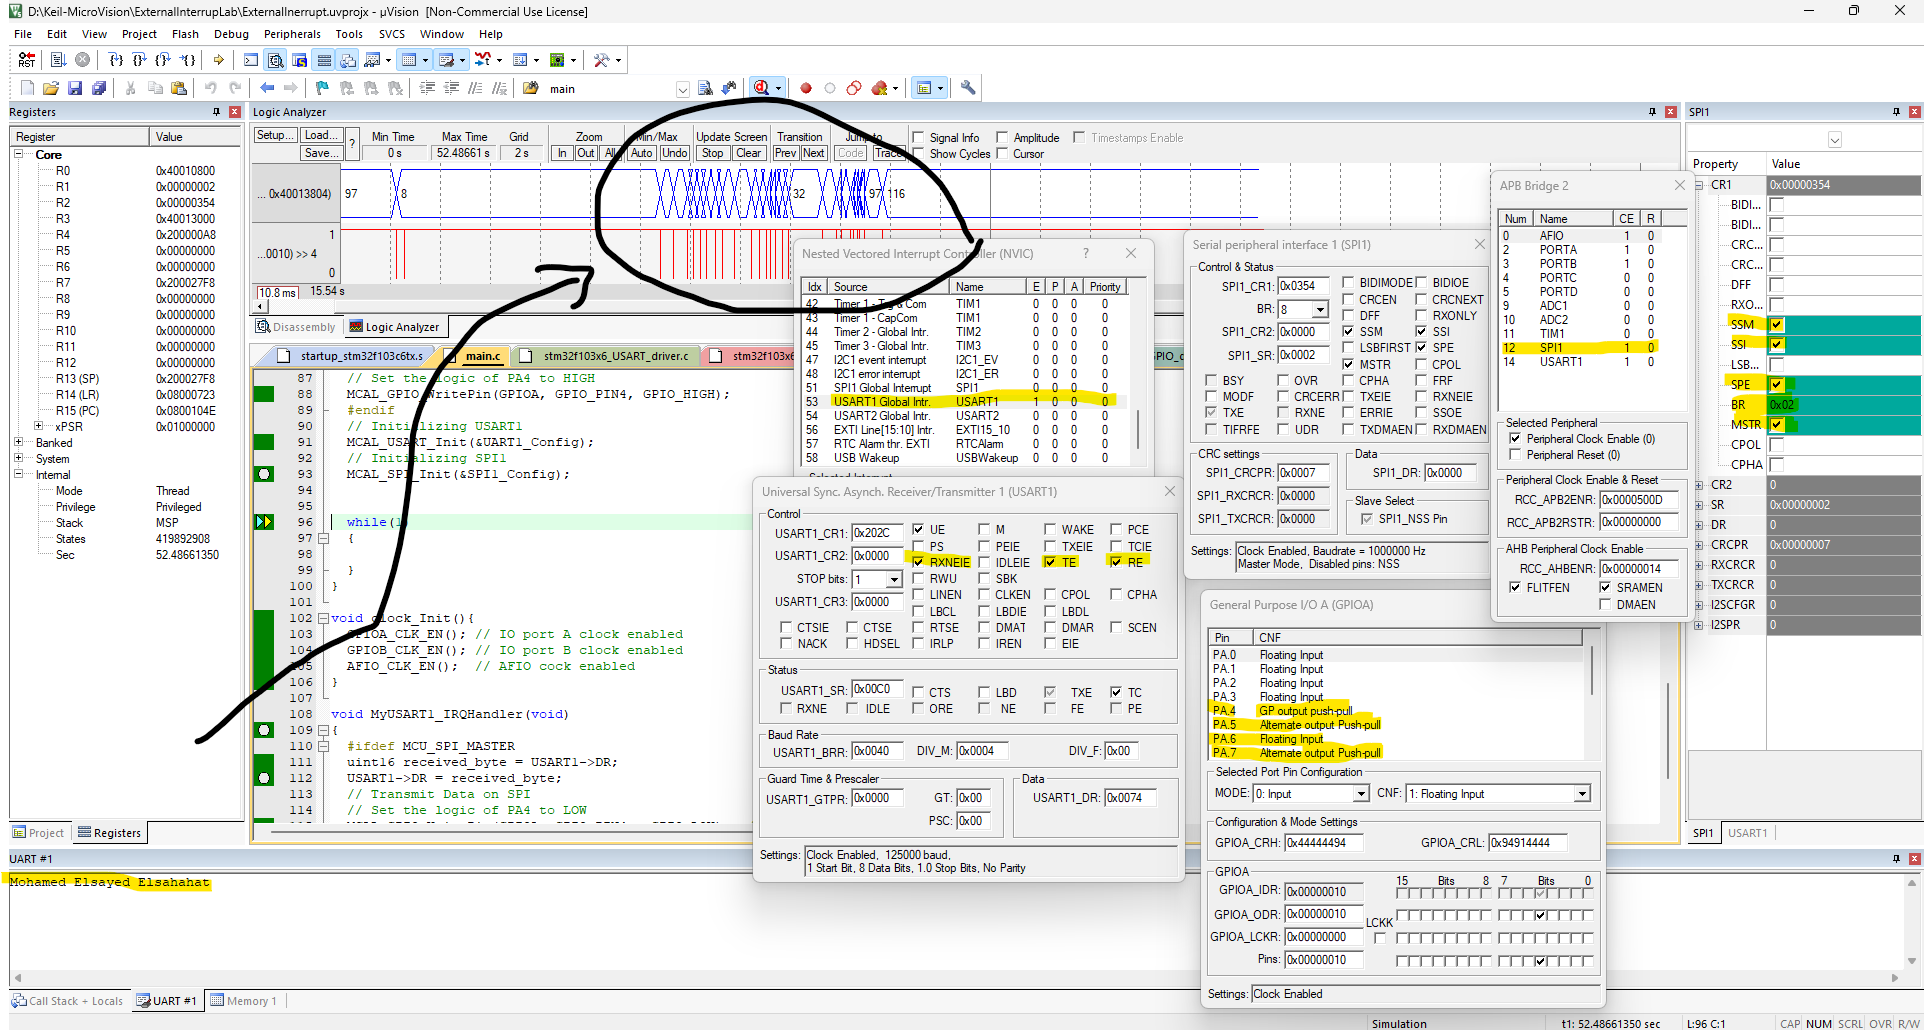 D:\Keil-MicroVision\ExternalInterrupLab\ExternalInerrupt.uvprojx - µVision [Non-Commercial Use License]
File Edit View Project Flash Debug Peripherals Tools SVCS Window Help
main
Registers
Register Value
Core
R0 0x40010800
R1 0x00000002
R2 0x00000354
R3 0x40013000
R4 0x200000A8
R5 0x00000000
R6 0x00000000
R7 0x200027F8
R8 0x00000000
R9 0x00000000
R10 0x00000000
R11 0x00000000
R12 0x00000000
R13 (SP) 0x200027F8
R14 (LR) 0x08000723
R15 (PC) 0x0800104E
xPSR 0x01000000
Banked
System
Internal
Mode Thread
Privilege Privileged
Stack MSP
States 419892908
Sec 52.48661350
Project Registers
Logic Analyzer
Setup... Load... Save... ?
Min Time Max Time Grid Zoom Min/Max Update Screen Transition Jump to
0 s 52.48661 s 2 s In Out All Auto Undo Stop Clear Prev Next Code Trace
Signal Info Amplitude Timestamps Enable
Show Cycles Cursor
... 0x40013804) 97 8 32 97 116
...0010) >> 4 1 0
10.8 ms 15.54 s
Disassembly Logic Analyzer
startup_stm32f103c6tx.s main.c stm32f103x6_USART_driver.c stm32f103x6
87 // Set the logic of PA4 to HIGH
88 MCAL_GPIO_WritePin(GPIOA, GPIO_PIN4, GPIO_HIGH);
89 #endif
90 // Initializing USART1
91 MCAL_USART_Init(&UART1_Config);
92 // Initializing SPI1
93 MCAL_SPI_Init(&SPI1_Config);
94
95
96 while(1)
97 {
98
99 }
100 }
101
102 void clock_Init(){
103 GPIOA_CLK_EN(); // IO port A clock enabled
104 GPIOB_CLK_EN(); // IO port B clock enabled
105 AFIO_CLK_EN(); // AFIO cock enabled
106 }
107
108 void MyUSART1_IRQHandler(void)
109 {
110 #ifdef MCU_SPI_MASTER
111 uint16 received_byte = USART1->DR;
112 USART1->DR = received_byte;
113 // Transmit Data on SPI
114 // Set the logic of PA4 to LOW
Nested Vectored Interrupt Controller (NVIC)
Idx Source Name E P A Priority
42 Timer 1 - Trg & Com TIM1 0 0 0 0
43 Timer 1 - CapCom TIM1 0 0 0 0
44 Timer 2 - Global Intr. TIM2 0 0 0 0
45 Timer 3 - Global Intr. TIM3 0 0 0 0
47 I2C1 event interrupt I2C1_EV 0 0 0 0
48 I2C1 error interrupt I2C1_ER 0 0 0 0
51 SPI1 Global Interrupt SPI1 0 0 0 0
53 USART1 Global Intr. USART1 1 0 0 0
54 USART2 Global Intr. USART2 0 0 0 0
56 EXTI Line[15:10] Intr. EXTI15_10 0 0 0 0
57 RTC Alarm thr. EXTI RTCAlarm 0 0 0 0
58 USB Wakeup USBWakeup 0 0 0 0
Universal Sync. Asynch. Receiver/Transmitter 1 (USART1)
Control
USART1_CR1: 0x202C UE M WAKE PCE
PS PEIE TXEIE TCIE
USART1_CR2: 0x0000 RXNEIE IDLEIE TE RE
STOP bits: 1 RWU SBK
USART1_CR3: 0x0000 LINEN CLKEN CPOL CPHA
LBCL LBDIE LBDL
CTSIE CTSE RTSE DMAT DMAR SCEN
NACK HDSEL IRLP IREN EIE
Status
USART1_SR: 0x00C0 CTS LBD TXE TC
RXNE IDLE ORE NE FE PE
Baud Rate
USART1_BRR: 0x0040 DIV_M: 0x0004 DIV_F: 0x00
Guard Time & Prescaler
USART1_GTPR: 0x0000 GT: 0x00
PSC: 0x00
Data
USART1_DR: 0x0074
Settings: Clock Enabled, 125000 baud,
1 Start Bit, 8 Data Bits, 1.0 Stop Bits, No Parity
Serial peripheral interface 1 (SPI1)
Control & Status
SPI1_CR1: 0x0354 BIDIMODE BIDIOE
CRCEN CRCNEXT
BR: 8 DFF RXONLY
SPI1_CR2: 0x0000 SSM SSI
LSBFIRST SPE
SPI1_SR: 0x0002 MSTR CPOL
BSY OVR CPHA FRF
MODF CRCERR TXEIE RXNEIE
TXE RXNE ERRIE SSOE
TIFRFE UDR TXDMAEN RXDMAEN
CRC settings
SPI1_CRCPR: 0x0007
SPI1_RXCRCR: 0x0000
SPI1_TXCRCR: 0x0000
Data
SPI1_DR: 0x0000
Slave Select
SPI1_NSS Pin
Settings: Clock Enabled, Baudrate = 1000000 Hz
Master Mode, Disabled pins: NSS
General Purpose I/O A (GPIOA)
Pin CNF
PA.0 Floating Input
PA.1 Floating Input
PA.2 Floating Input
PA.3 Floating Input
PA.4 GP output push-pull
PA.5 Alternate output Push-pull
PA.6 Floating Input
PA.7 Alternate output Push-pull
Selected Port Pin Configuration
MODE: 0: Input CNF: 1: Floating Input
Configuration & Mode Settings
GPIOA_CRH: 0x44444494 GPIOA_CRL: 0x94914444
GPIOA
15 Bits 8 7 Bits 0
GPIOA_IDR: 0x00000010
GPIOA_ODR: 0x00000010
LCKK
GPIOA_LCKR: 0x00000000
Pins: 0x00000010
Settings: Clock Enabled
APB Bridge 2
Num Name CE R
0 AFIO 1 0
2 PORTA 1 0
3 PORTB 1 0
4 PORTC 0 0
5 PORTD 0 0
9 ADC1 0 0
10 ADC2 0 0
11 TIM1 0 0
12 SPI1 1 0
14 USART1 1 0
Selected Peripheral
Peripheral Clock Enable (0)
Peripheral Reset (0)
Peripheral Clock Enable & Reset
RCC_APB2ENR: 0x0000500D
RCC_APB2RSTR: 0x00000000
AHB Peripheral Clock Enable
RCC_AHBENR: 0x00000014
FLITFEN SRAMEN
DMAEN
SPI1
Property Value
CR1 0x00000354
BIDI...
BIDI...
CRC...
CRC...
DFF
RXO...
SSM
SSI
LSB...
SPE
BR 0x02
MSTR
CPOL
CPHA
CR2 0
SR 0x00000002
DR 0
CRCPR 0x00000007
RXCRCR 0
TXCRCR 0
I2SCFGR 0
I2SPR 0
SPI1 USART1
UART #1
Mohamed Elsayed Elsahahat
Call Stack + Locals UART #1 Memory 1
Simulation t1: 52.48661350 sec L:96 C:1 CAP NUM SCRL OVR R/W